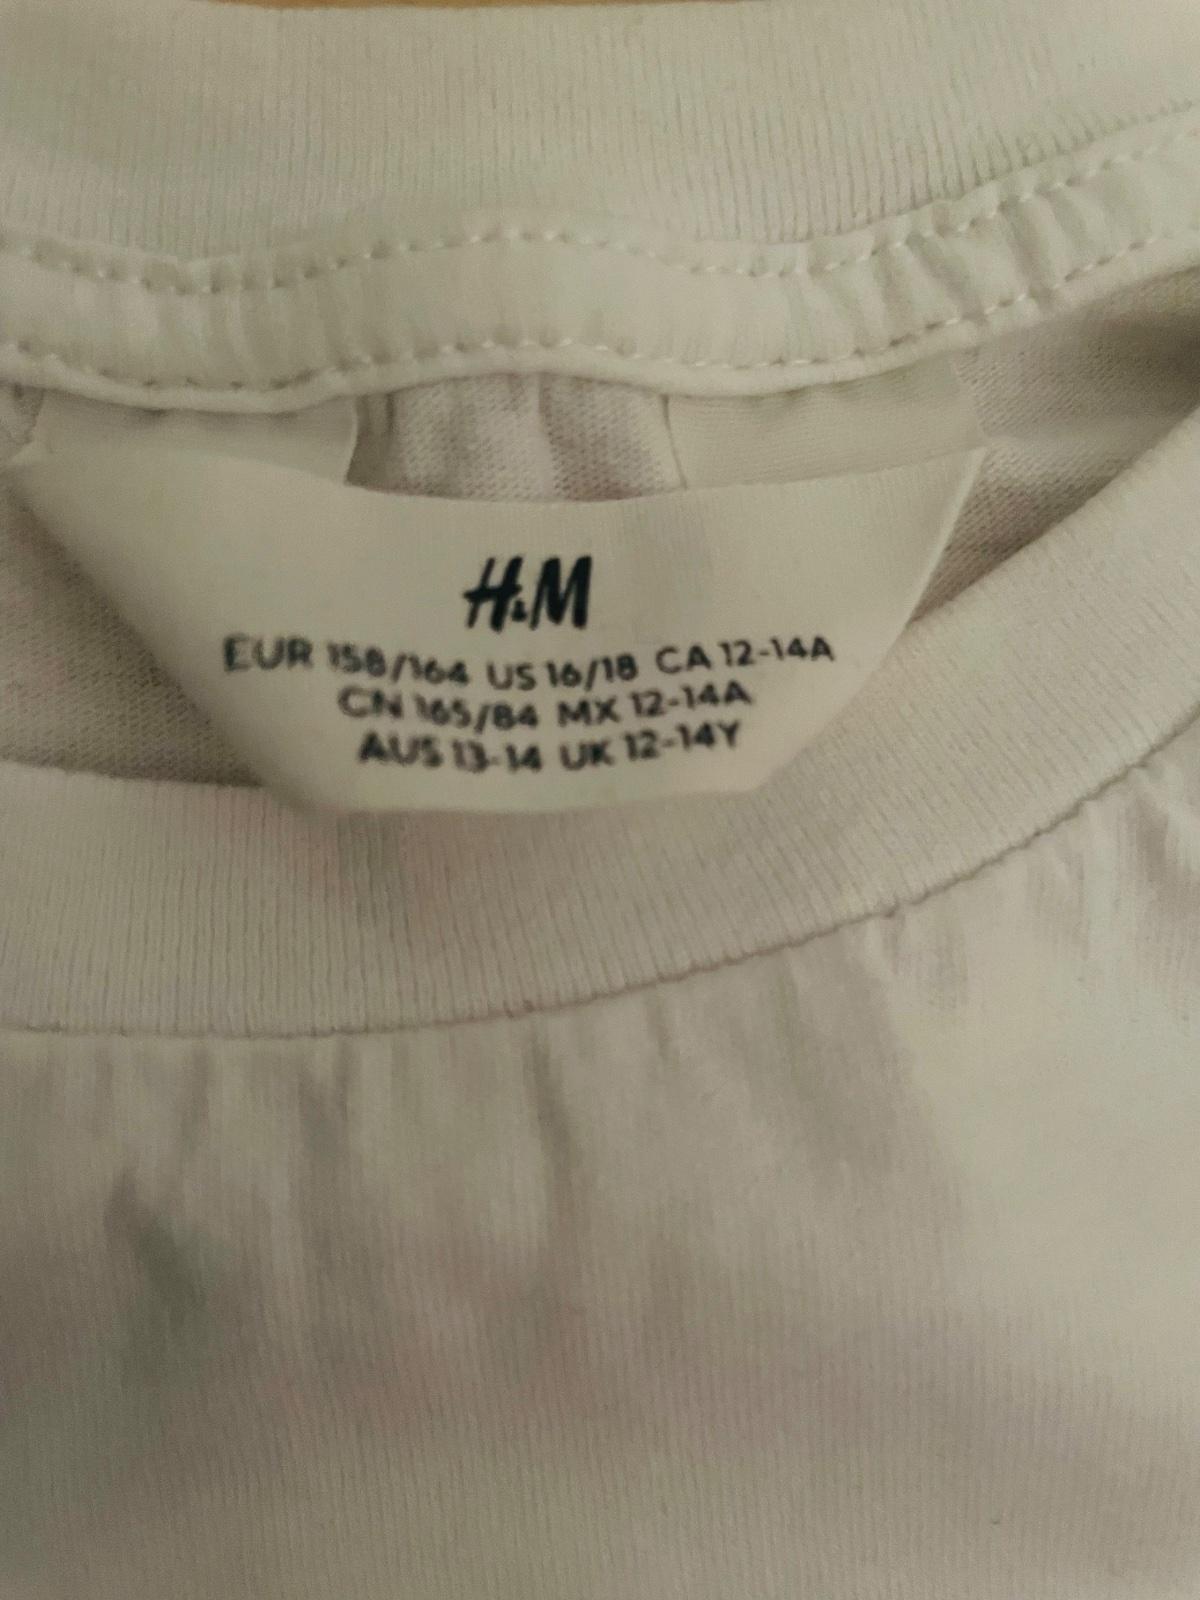 H&M
EUR 158/164 US 16/18 CA 12-14A
CN 165/84 MX 12-14A
AUS 13-14 UK 12-14Y